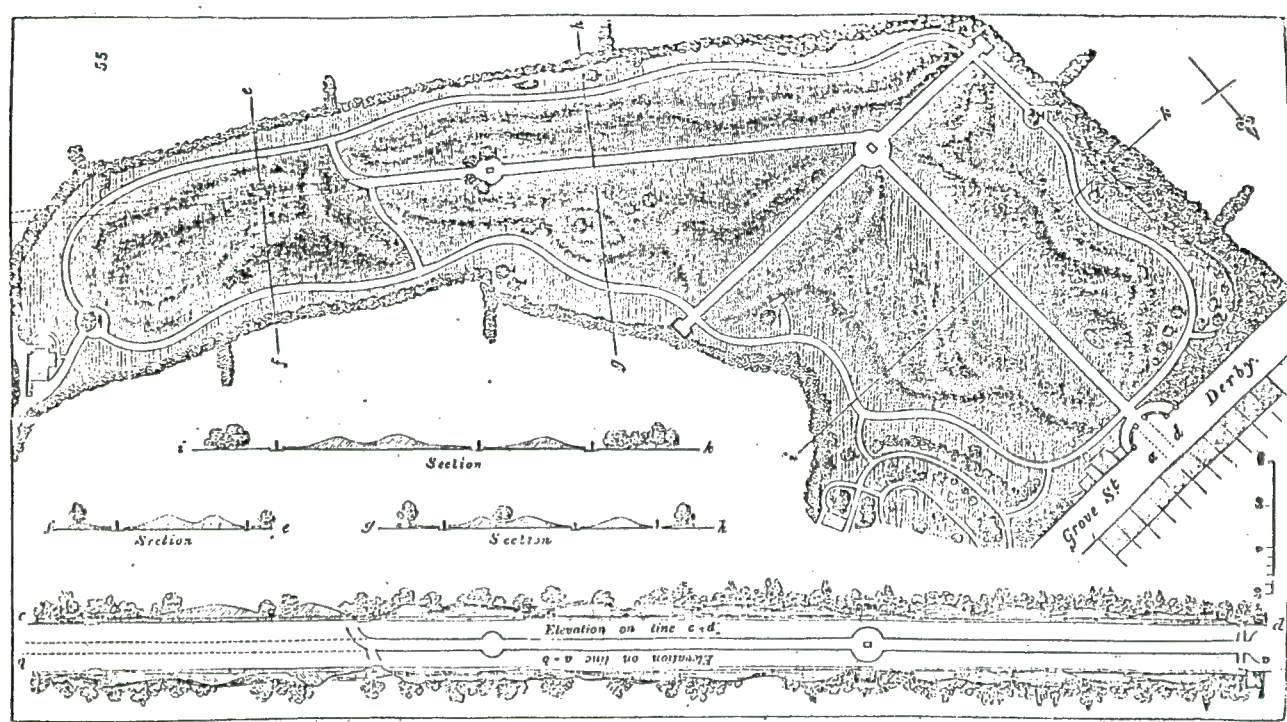 55
e
h
k
f
g
i
Derby.
d
a
Grove St
i
k
Section
f
e
Section
g
h
Section
c
d
Elevation on line c-d.
Elevation on line a-b
b
a